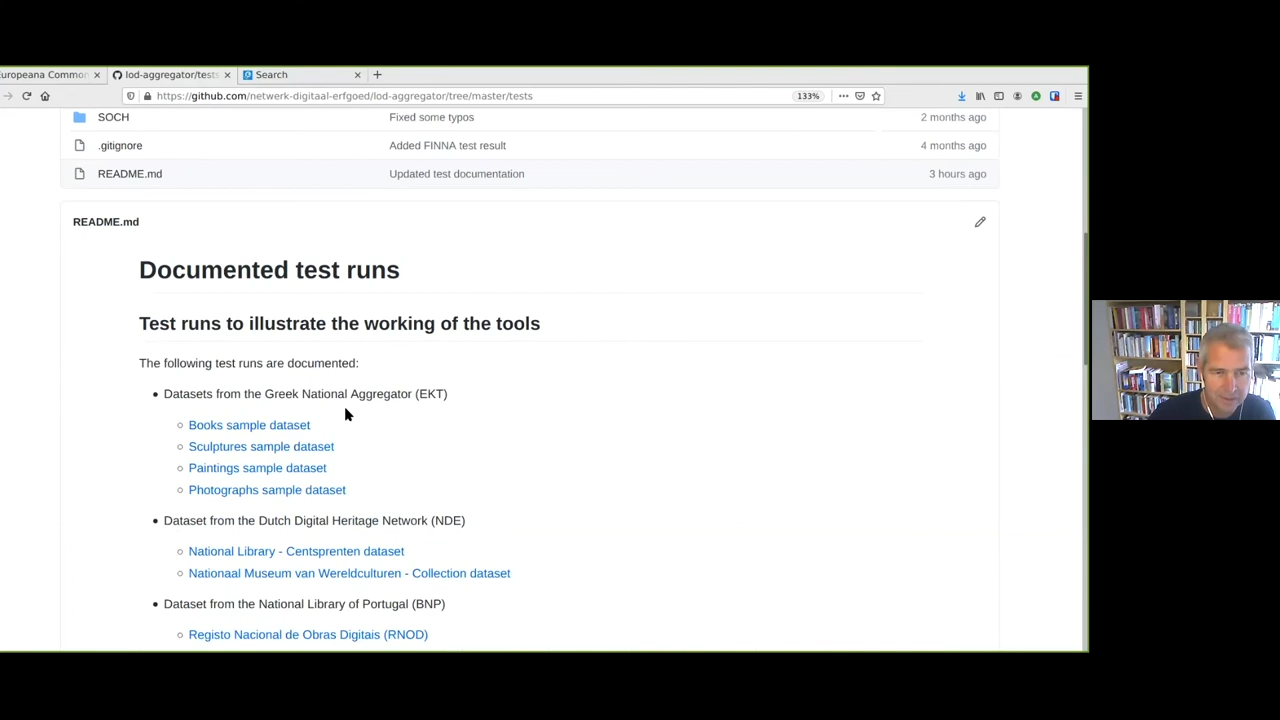 uropeana Common
lod-aggregator/tests
Search
https://github.com/netwerk-digitaal-erfgoed/lod-aggregator/tree/master/tests
133%
SOCH Fixed some typos 2 months ago
.gitignore Added FINNA test result 4 months ago
README.md Updated test documentation 3 hours ago
README.md
Documented test runs
Test runs to illustrate the working of the tools
The following test runs are documented:
• Datasets from the Greek National Aggregator (EKT)
○ Books sample dataset
○ Sculptures sample dataset
○ Paintings sample dataset
○ Photographs sample dataset
• Dataset from the Dutch Digital Heritage Network (NDE)
○ National Library - Centsprenten dataset
○ Nationaal Museum van Wereldculturen - Collection dataset
• Dataset from the National Library of Portugal (BNP)
○ Registo Nacional de Obras Digitais (RNOD)